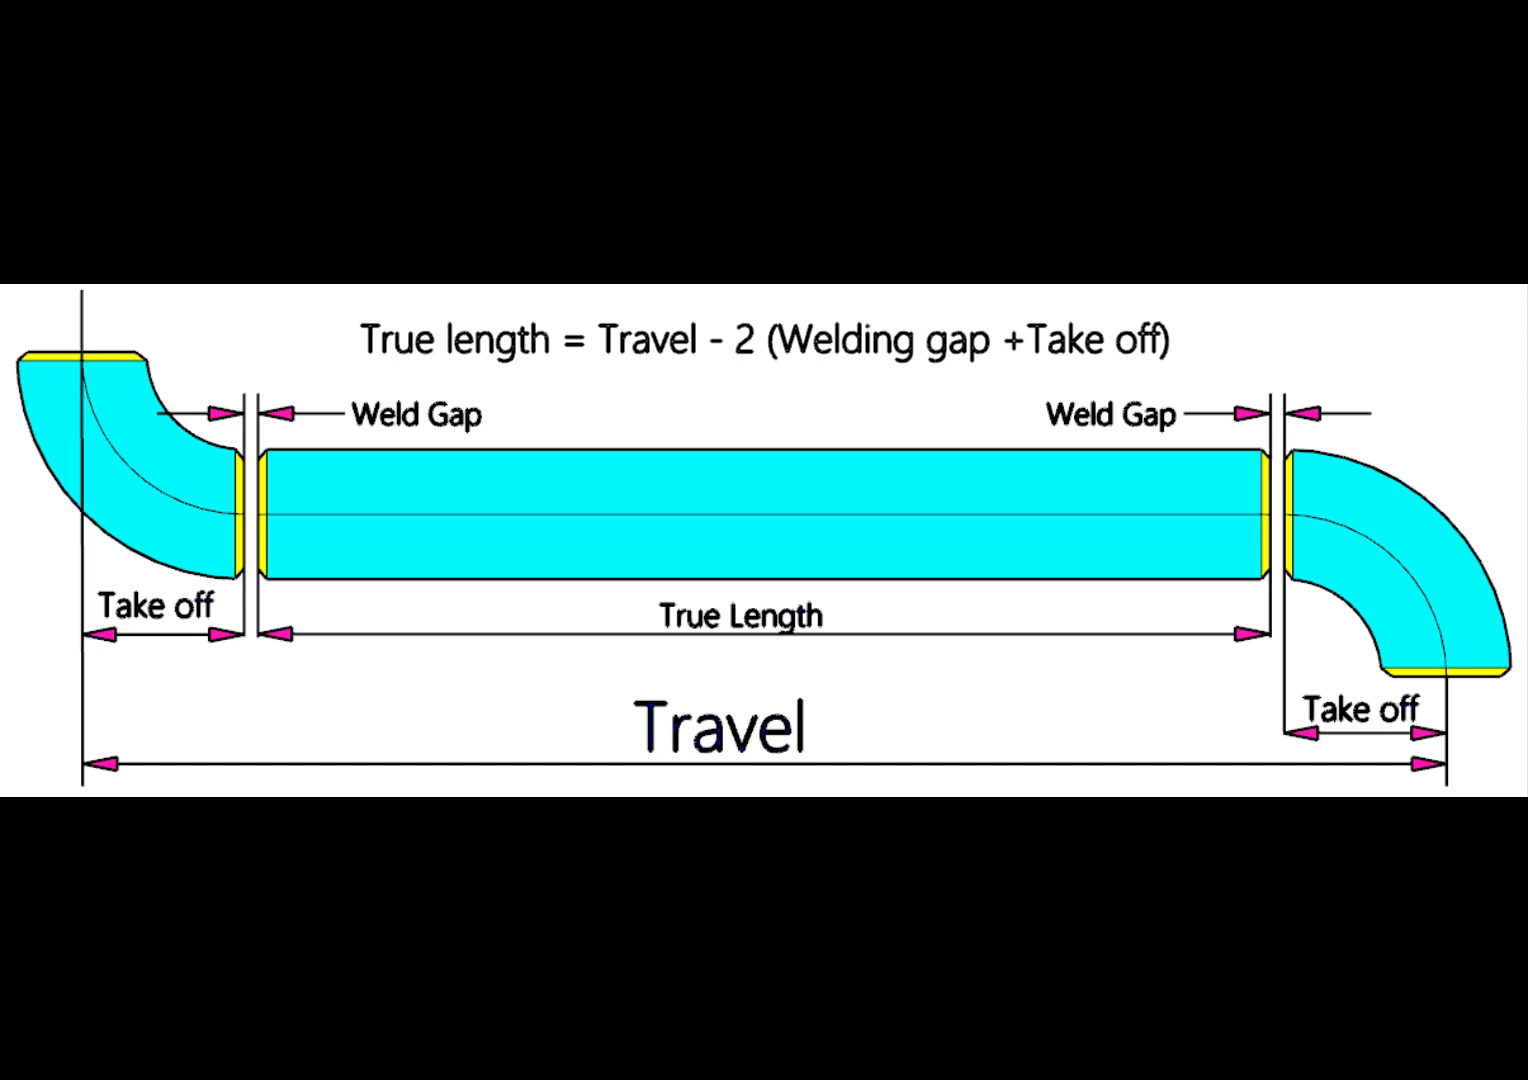 True length = Travel - 2 (Welding gap +Take off)
Weld Gap
Weld Gap
Take off
True Length
Take off
Travel